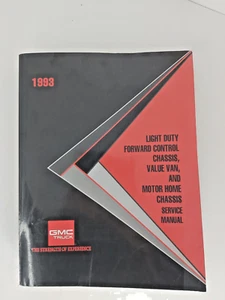 1993
LIGHT DUTY
FORWARD CONTROL
CHASSIS,
VALUE VAN,
AND
MOTOR HOME
CHASSIS
SERVICE
MANUAL
GMC
TRUCK
THE STRENGTH OF EXPERIENCE